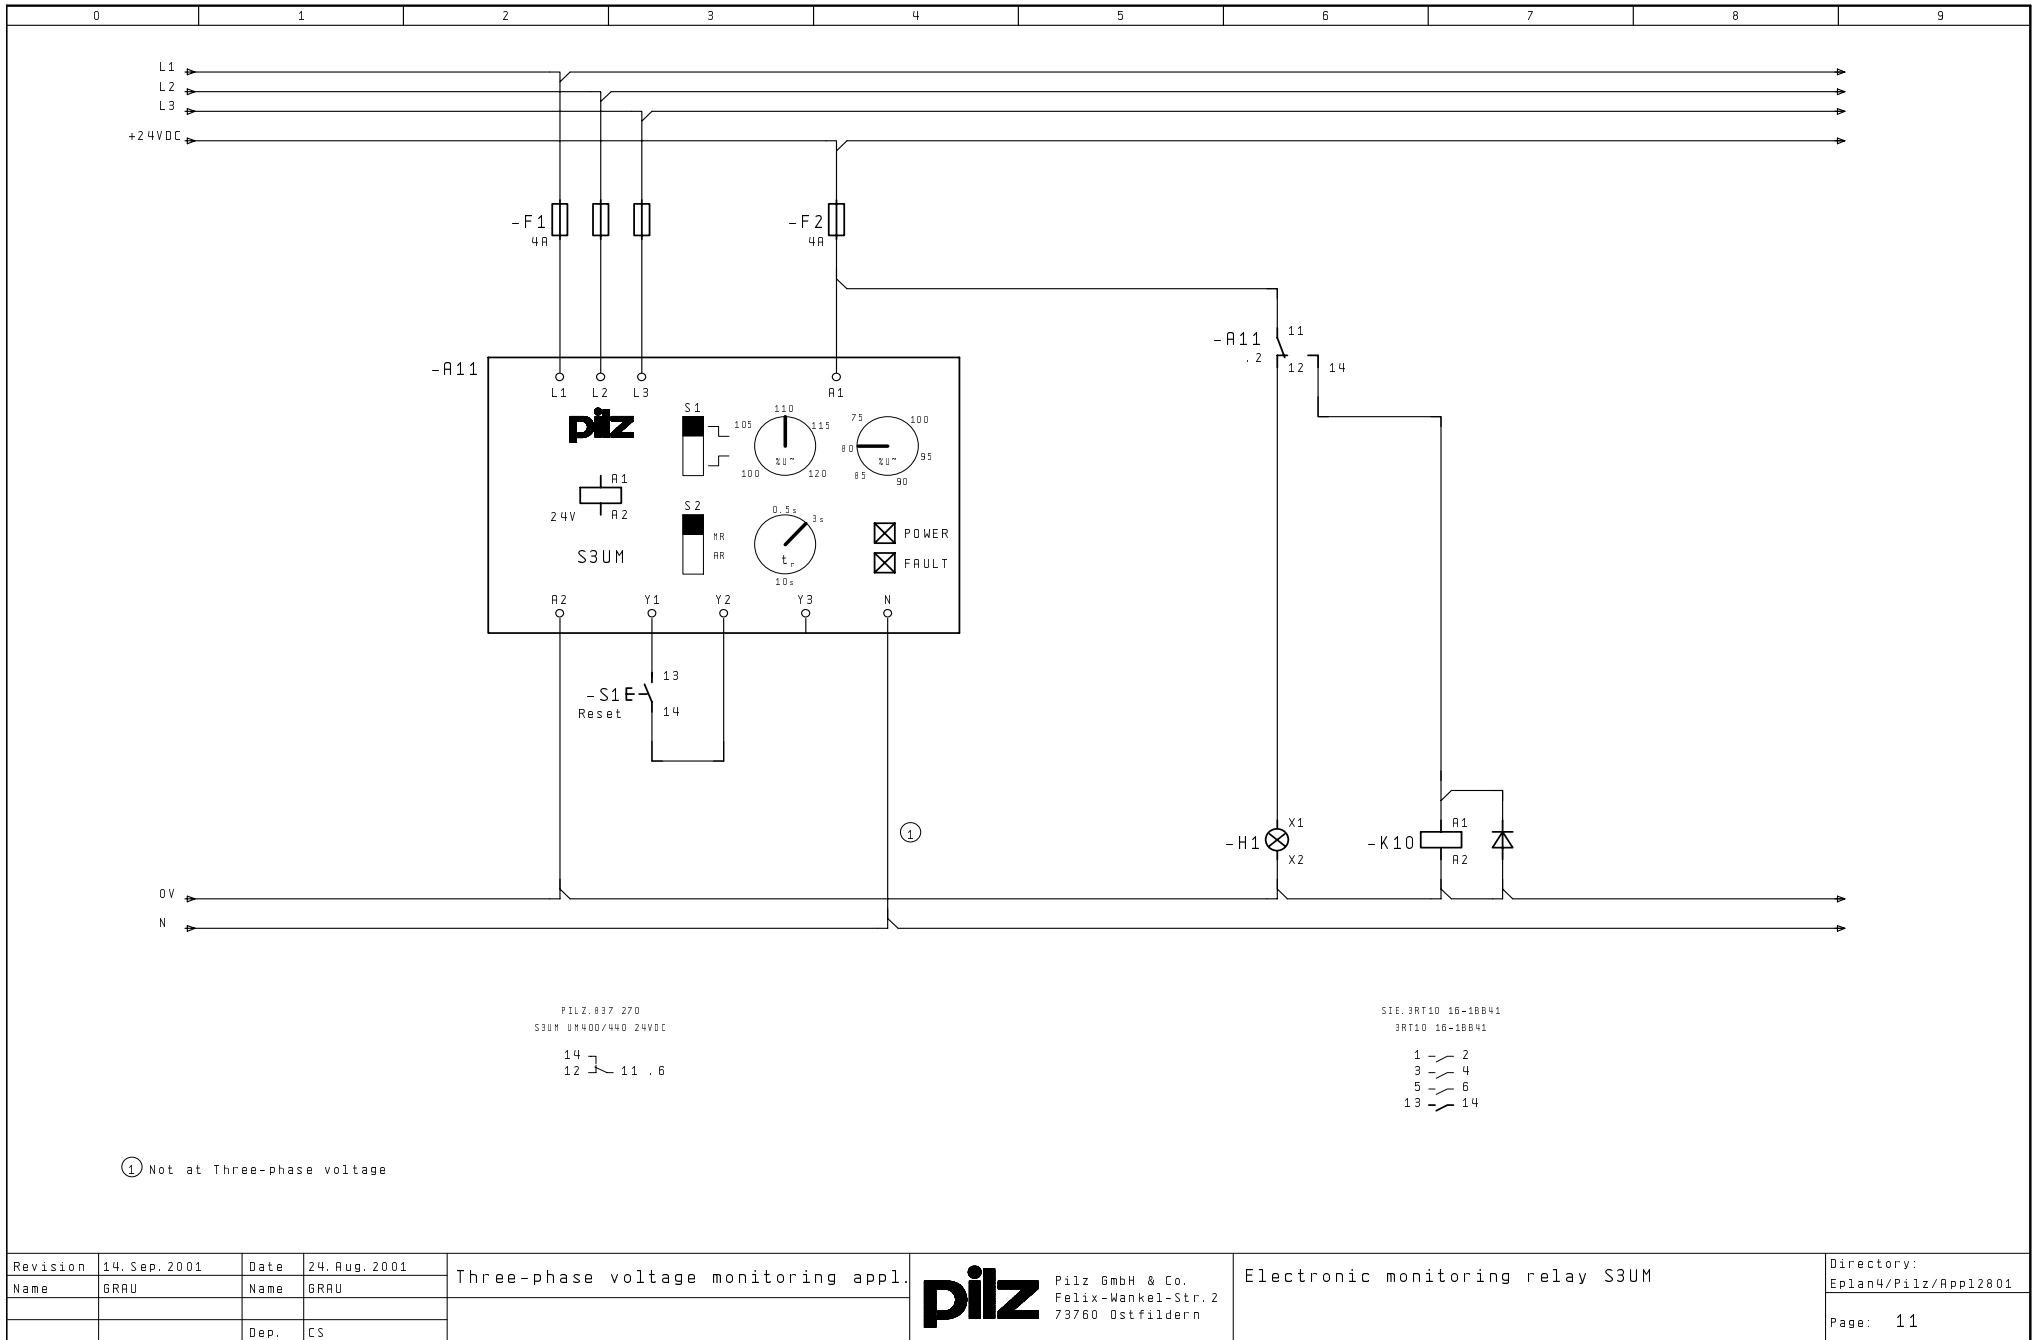 0 1 2 3 4 5 6 7 8 9
L1
L2
L3
+24VDC
-F1
4A
-F2
4A
-A11
.2
11
12
14
-A11
L1 L2 L3 A1
pilz
S1
105 110 115
100 120
%U~
75 100
80 95
85 90
%U~
A1
24V A2
S3UM
S2
MR
AR
0.5s
3s
tr
10s
POWER
FAULT
A2 Y1 Y2 Y3 N
-S1
Reset
13
14
1
-H1
X1
X2
-K10
A1
A2
0V
N
PILZ.837 270
S3UM UM400/440 24VDC
14
12 11 .6
SIE.3RT10 16-1BB41
3RT10 16-1BB41
1 2
3 4
5 6
13 14
1 Not at Three-phase voltage
Revision 14.Sep.2001 Date 24.Aug.2001
Name GRAU Name GRAU
Dep. CS
Three-phase voltage monitoring appl.
pilz
Pilz GmbH & Co.
Felix-Wankel-Str.2
73760 Ostfildern
Electronic monitoring relay S3UM
Directory:
Eplan4/Pilz/Appl2801
Page: 11